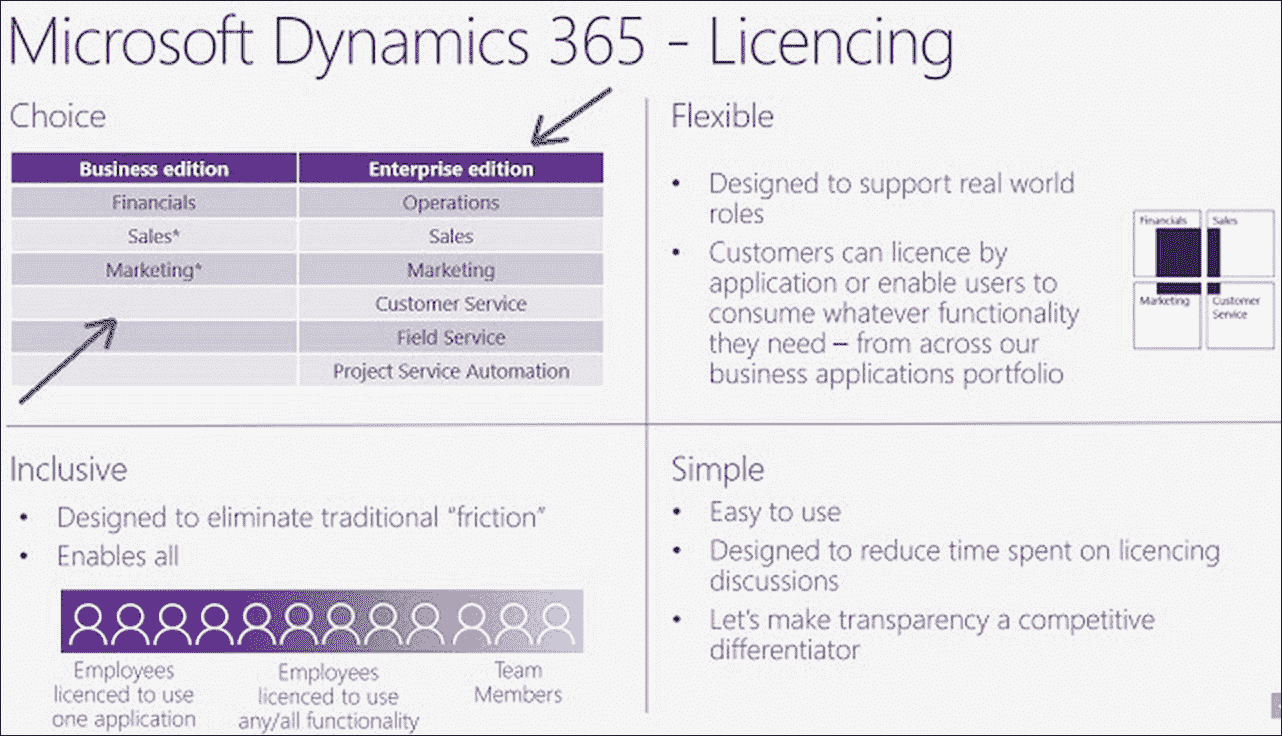 Microsoft Dynamics 365 - Licencing
Choice
Business edition Enterprise edition
Financials Operations
Sales* Sales
Marketing* Marketing
Customer Service
Field Service
Project Service Automation
Flexible
• Designed to support real world
roles
• Customers can licence by
application or enable users to
consume whatever functionality
they need – from across our
business applications portfolio
Financials Sales
Marketing Customer
Service
Inclusive
• Designed to eliminate traditional “friction”
• Enables all
Employees
licenced to use
one application
Employees
licenced to use
any/all functionality
Team
Members
Simple
• Easy to use
• Designed to reduce time spent on licencing
discussions
• Let's make transparency a competitive
differentiator